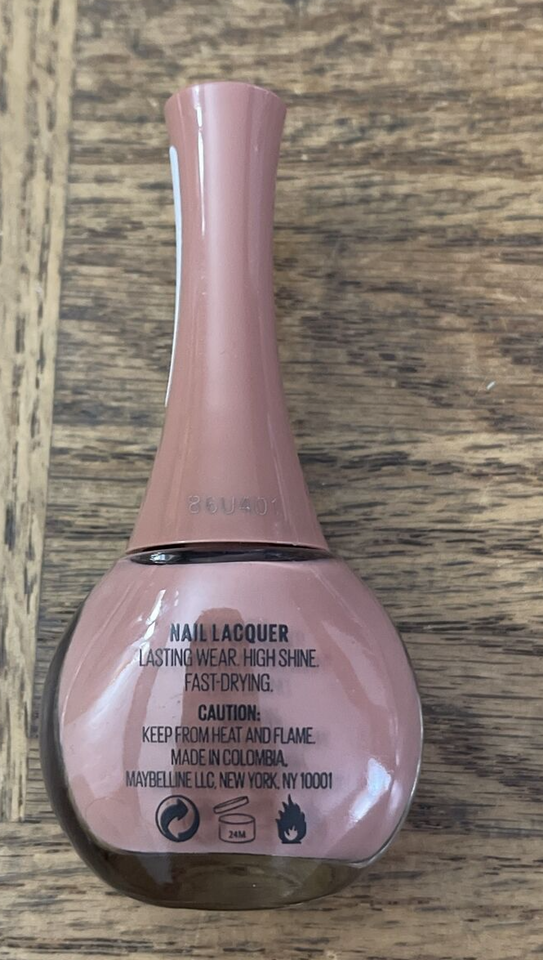 86U401
NAIL LACQUER
LASTING WEAR. HIGH SHINE.
FAST-DRYING.
CAUTION:
KEEP FROM HEAT AND FLAME.
MADE IN COLOMBIA.
MAYBELLINE LLC, NEW YORK, NY 10001
24M